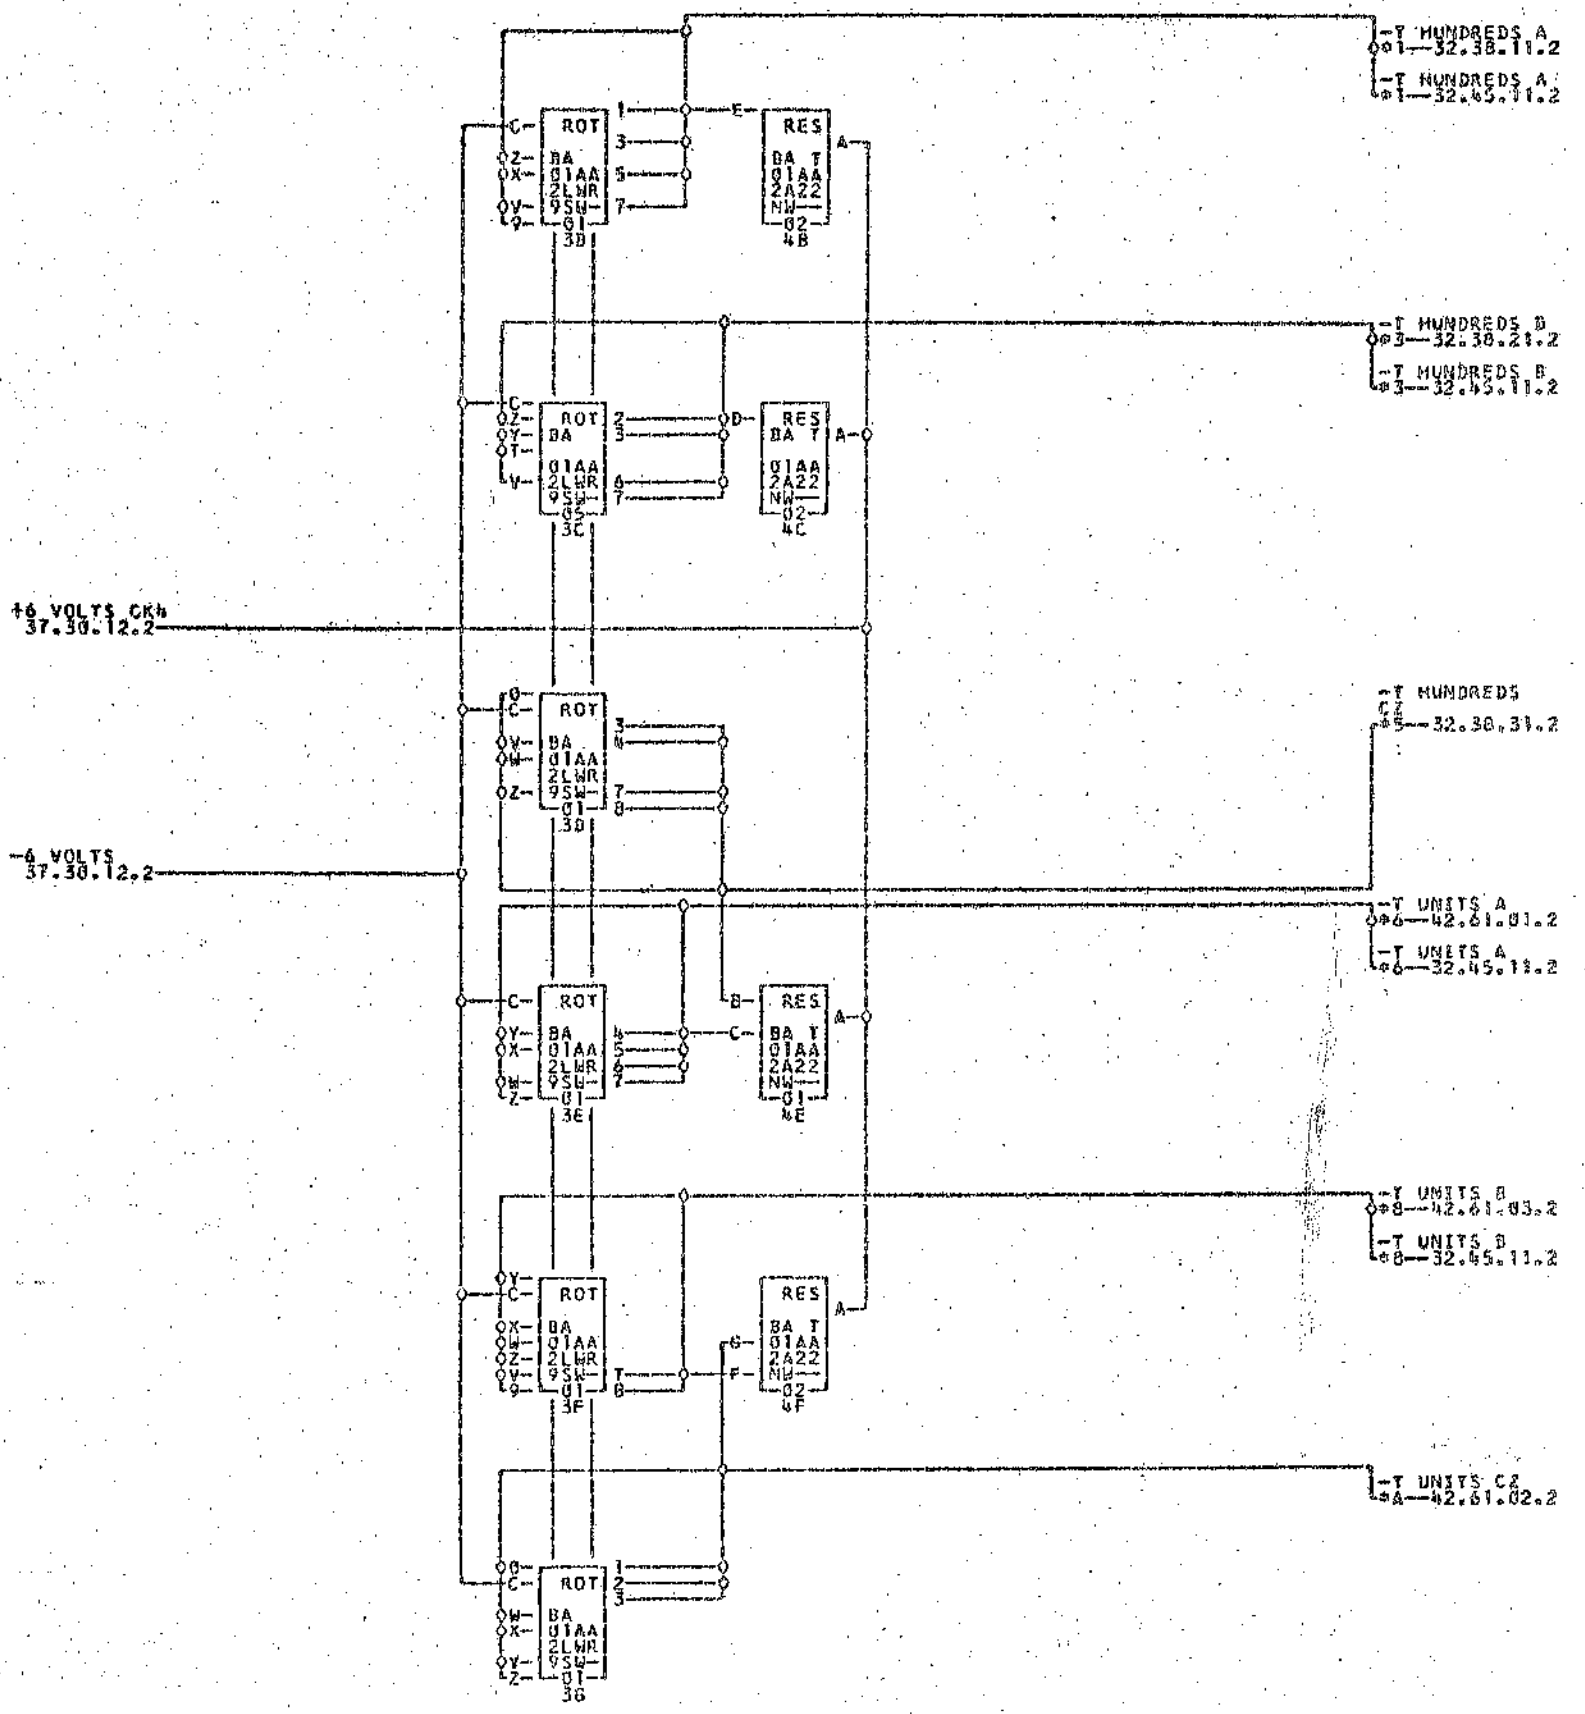 -T HUNDREDS A
*1--32.38.11.2
-T HUNDREDS A
*1--32.45.11.2
1 E
C ROT RES
3 A
Z BA BA T
X 01AA 5 01AA
2LWR 2A22
V 9SW 7 NW
9 01 02
3B 4B
-T HUNDREDS B
*3--32.38.21.2
-T HUNDREDS B
*3--32.45.11.2
C
Z ROT 2 D RES
Y BA 3 BA T A
T
01AA 01AA
V 2LWR 6 2A22
9SW 7 NW
02
3C 4C
+6 VOLTS CK4
37.30.12.2
-T HUNDREDS
CZ
*5--32.38.31.2
0
C ROT
3
V BA 4
W 01AA
2LWR
Z 9SW 7
01 8
3D
-6 VOLTS
37.30.12.2
-T UNITS A
*6--42.61.01.2
-T UNITS A
*6--32.45.11.2
C ROT B RES
A
Y BA 4 C BA T
X 01AA 5 01AA
2LWR 6 2A22
W 9SW 7 NW
Z 01 01
3E 4E
-T UNITS B
*8--42.61.03.2
-T UNITS B
*8--32.45.11.2
Y
C ROT RES
A
X BA BA T
W 01AA G 01AA
Z 2LWR 2A22
V 9SW T F NW
9 01 8 02
3F 4F
-T UNITS CZ
*A--42.61.02.2
0 1
C ROT 2
3
W BA
X 01AA
2LWR
V 9SW
Z 01
3G